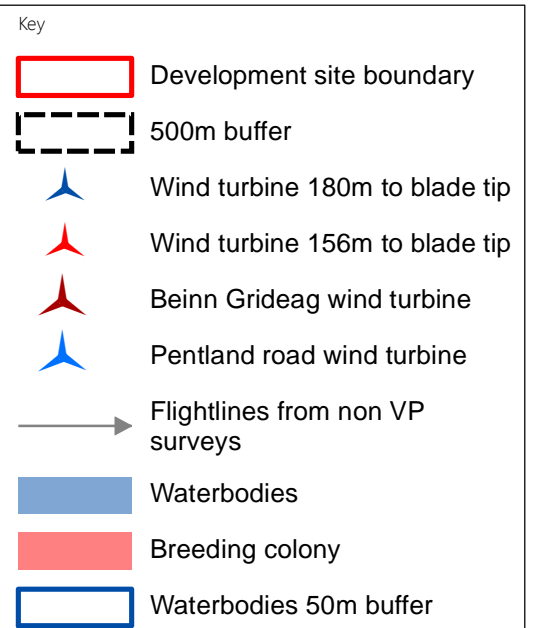 Key
Development site boundary
500m buffer
Wind turbine 180m to blade tip
Wind turbine 156m to blade tip
Beinn Grideag wind turbine
Pentland road wind turbine
Flightlines from non VP
surveys
Waterbodies
Breeding colony
Waterbodies 50m buffer